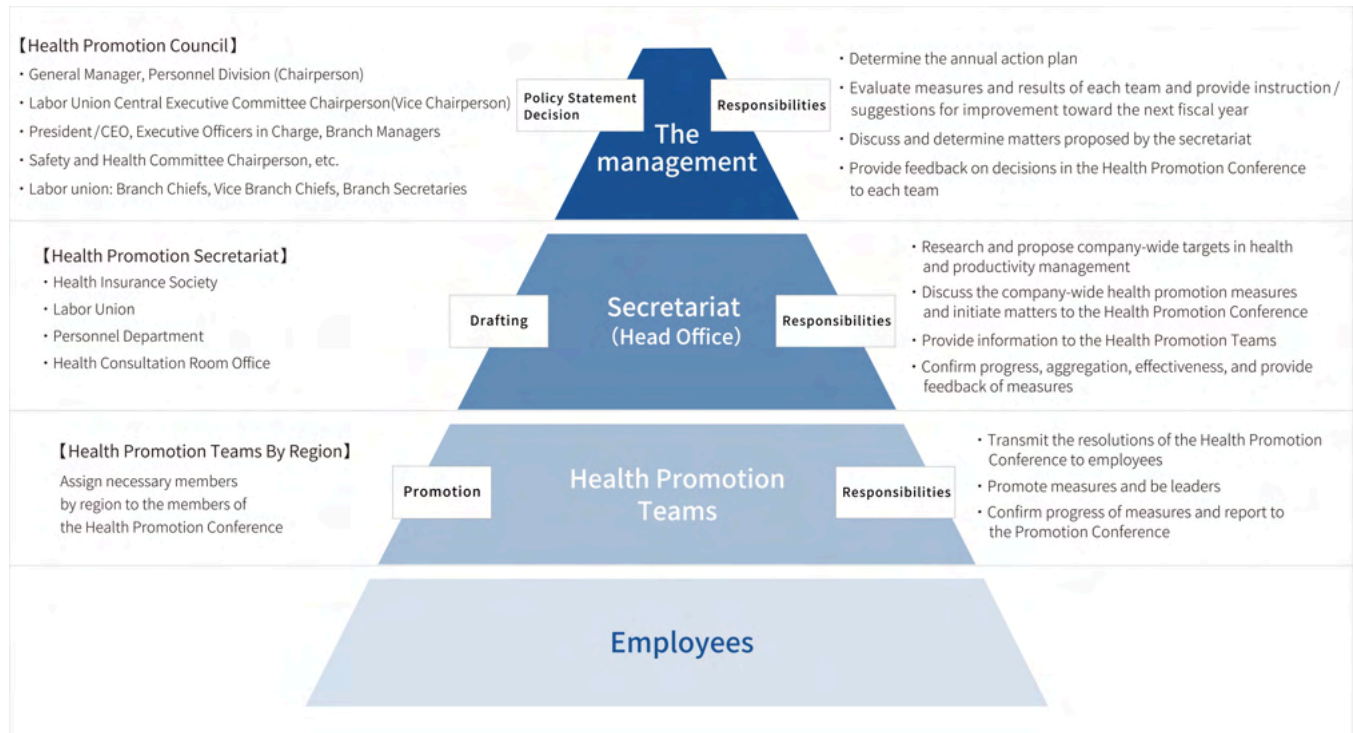 【Health Promotion Council】
・General Manager, Personnel Division (Chairperson)
・Labor Union Central Executive Committee Chairperson(Vice Chairperson)
・President/CEO, Executive Officers in Charge, Branch Managers
・Safety and Health Committee Chairperson, etc.
・Labor union: Branch Chiefs, Vice Branch Chiefs, Branch Secretaries
Policy Statement
Decision
The
management
Responsibilities
・Determine the annual action plan
・Evaluate measures and results of each team and provide instruction/
suggestions for improvement toward the next fiscal year
・Discuss and determine matters proposed by the secretariat
・Provide feedback on decisions in the Health Promotion Conference
to each team
【Health Promotion Secretariat】
・Health Insurance Society
・Labor Union
・Personnel Department
・Health Consultation Room Office
Drafting
Secretariat
(Head Office)
Responsibilities
・Research and propose company-wide targets in health
and productivity management
・Discuss the company-wide health promotion measures
and initiate matters to the Health Promotion Conference
・Provide information to the Health Promotion Teams
・Confirm progress, aggregation, effectiveness, and provide
feedback of measures
【Health Promotion Teams By Region】
Assign necessary members
by region to the members of
the Health Promotion Conference
Promotion
Health Promotion
Teams
Responsibilities
・Transmit the resolutions of the Health Promotion
Conference to employees
・Promote measures and be leaders
・Confirm progress of measures and report to
the Promotion Conference
Employees